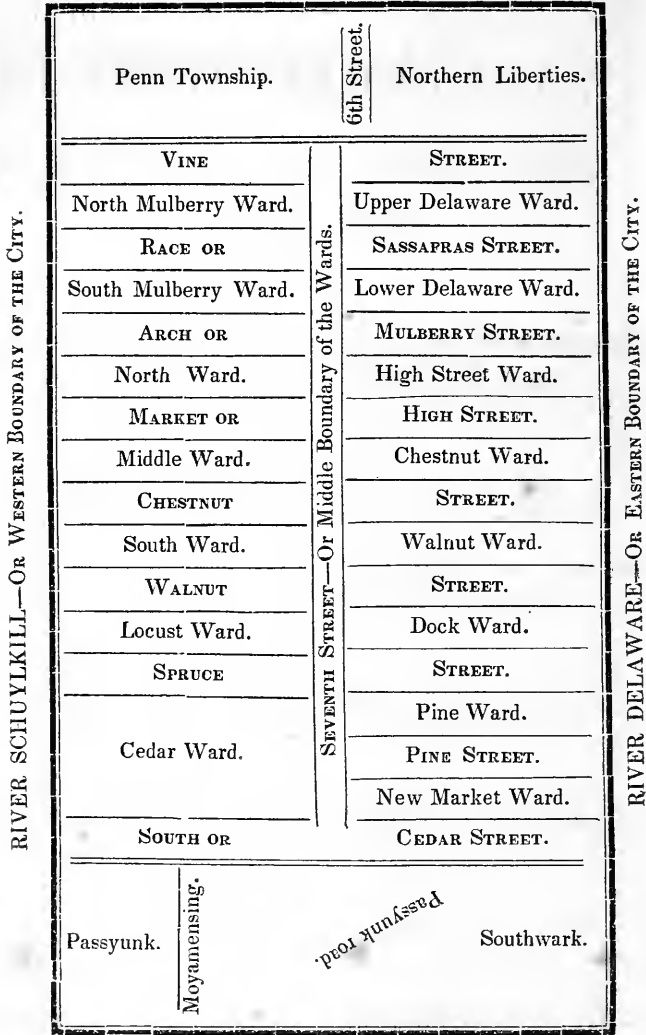 Penn Township.
6th Street.
Northern Liberties.
VINE
STREET.
North Mulberry Ward.
Upper Delaware Ward.
RACE OR
SASSAFRAS STREET.
South Mulberry Ward.
Lower Delaware Ward.
ARCH OR
MULBERRY STREET.
North Ward.
High Street Ward.
MARKET OR
HIGH STREET.
Middle Ward.
Chestnut Ward.
CHESTNUT
STREET.
South Ward.
Walnut Ward.
WALNUT
STREET.
Locust Ward.
Dock Ward.
SPRUCE
STREET.
Pine Ward.
Cedar Ward.
PINE STREET.
New Market Ward.
SOUTH OR
CEDAR STREET.
SEVENTH STREET—Or Middle Boundary of the Wards.
Passyunk.
Moyamensing.
Passyunk road.
Southwark.
RIVER SCHUYLKILL—OR WESTERN BOUNDARY OF THE CITY.
RIVER DELAWARE—OR EASTERN BOUNDARY OF THE CITY.